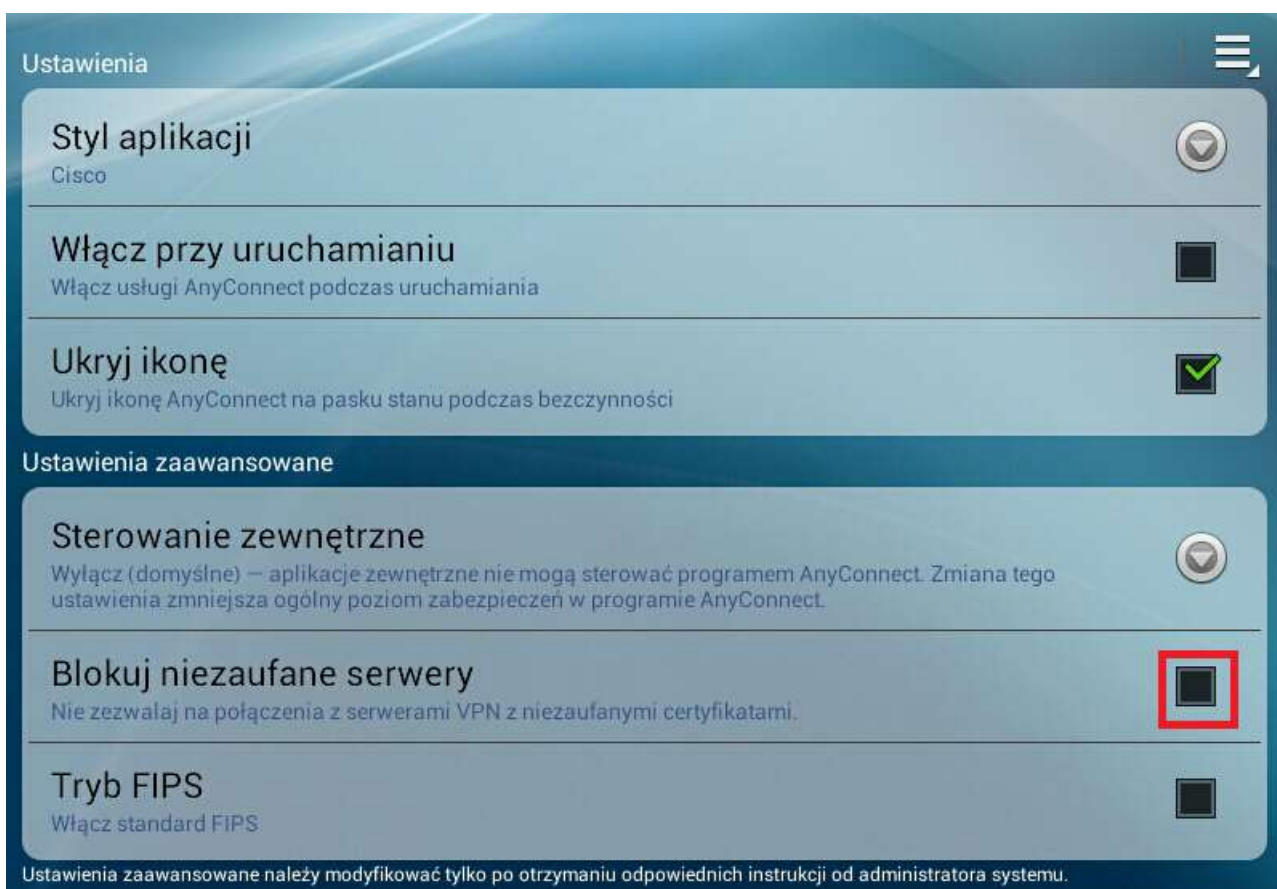 Ustawienia
Styl aplikacji
Cisco
Włącz przy uruchamianiu
Włącz usługi AnyConnect podczas uruchamiania
Ukryj ikonę
Ukryj ikonę AnyConnect na pasku stanu podczas bezczynności
Ustawienia zaawansowane
Sterowanie zewnętrzne
Wyłącz (domyślne) — aplikacje zewnętrzne nie mogą sterować programem AnyConnect. Zmiana tego
ustawienia zmniejsza ogólny poziom zabezpieczeń w programie AnyConnect.
Blokuj niezaufane serwery
Nie zezwalaj na połączenia z serwerami VPN z niezaufanymi certyfikatami.
Tryb FIPS
Włącz standard FIPS
Ustawienia zaawansowane należy modyfikować tylko po otrzymaniu odpowiednich instrukcji od administratora systemu.